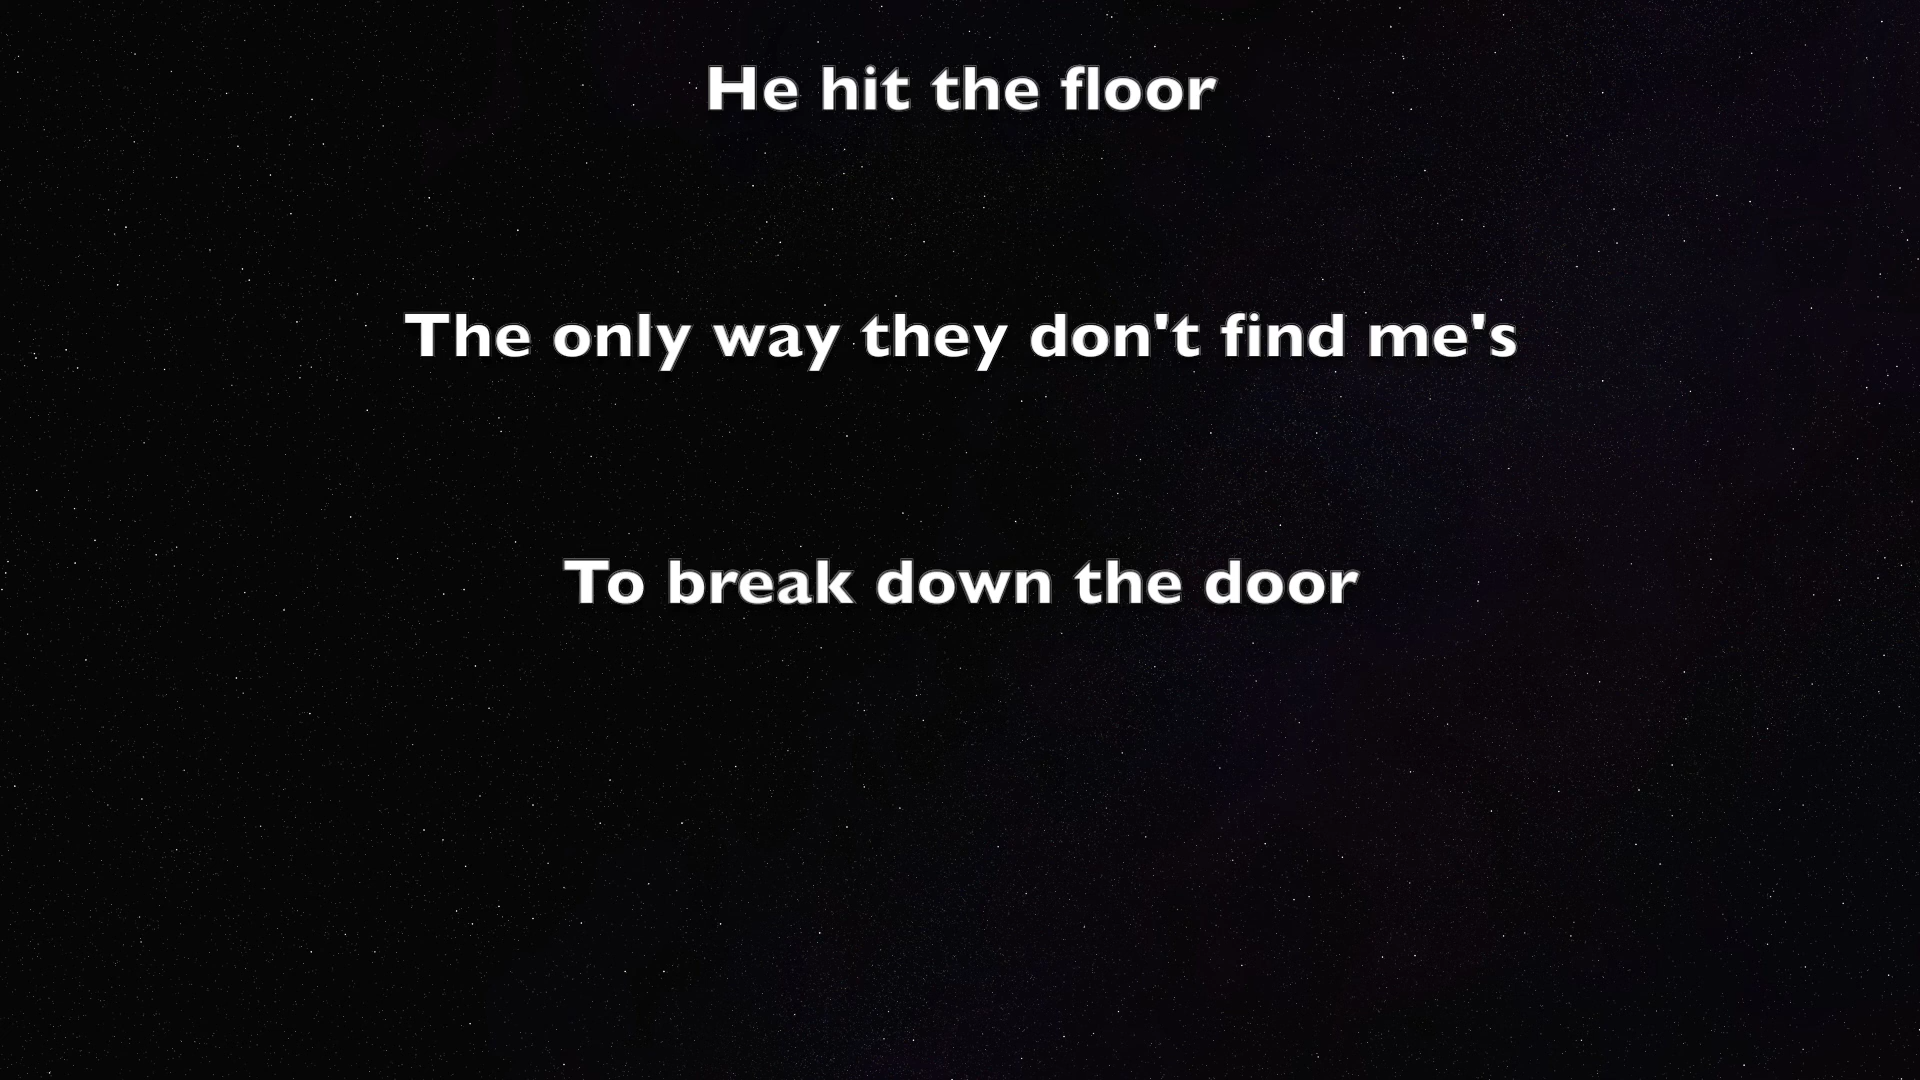 He hit the floor
The only way they don't find me's
To break down the door